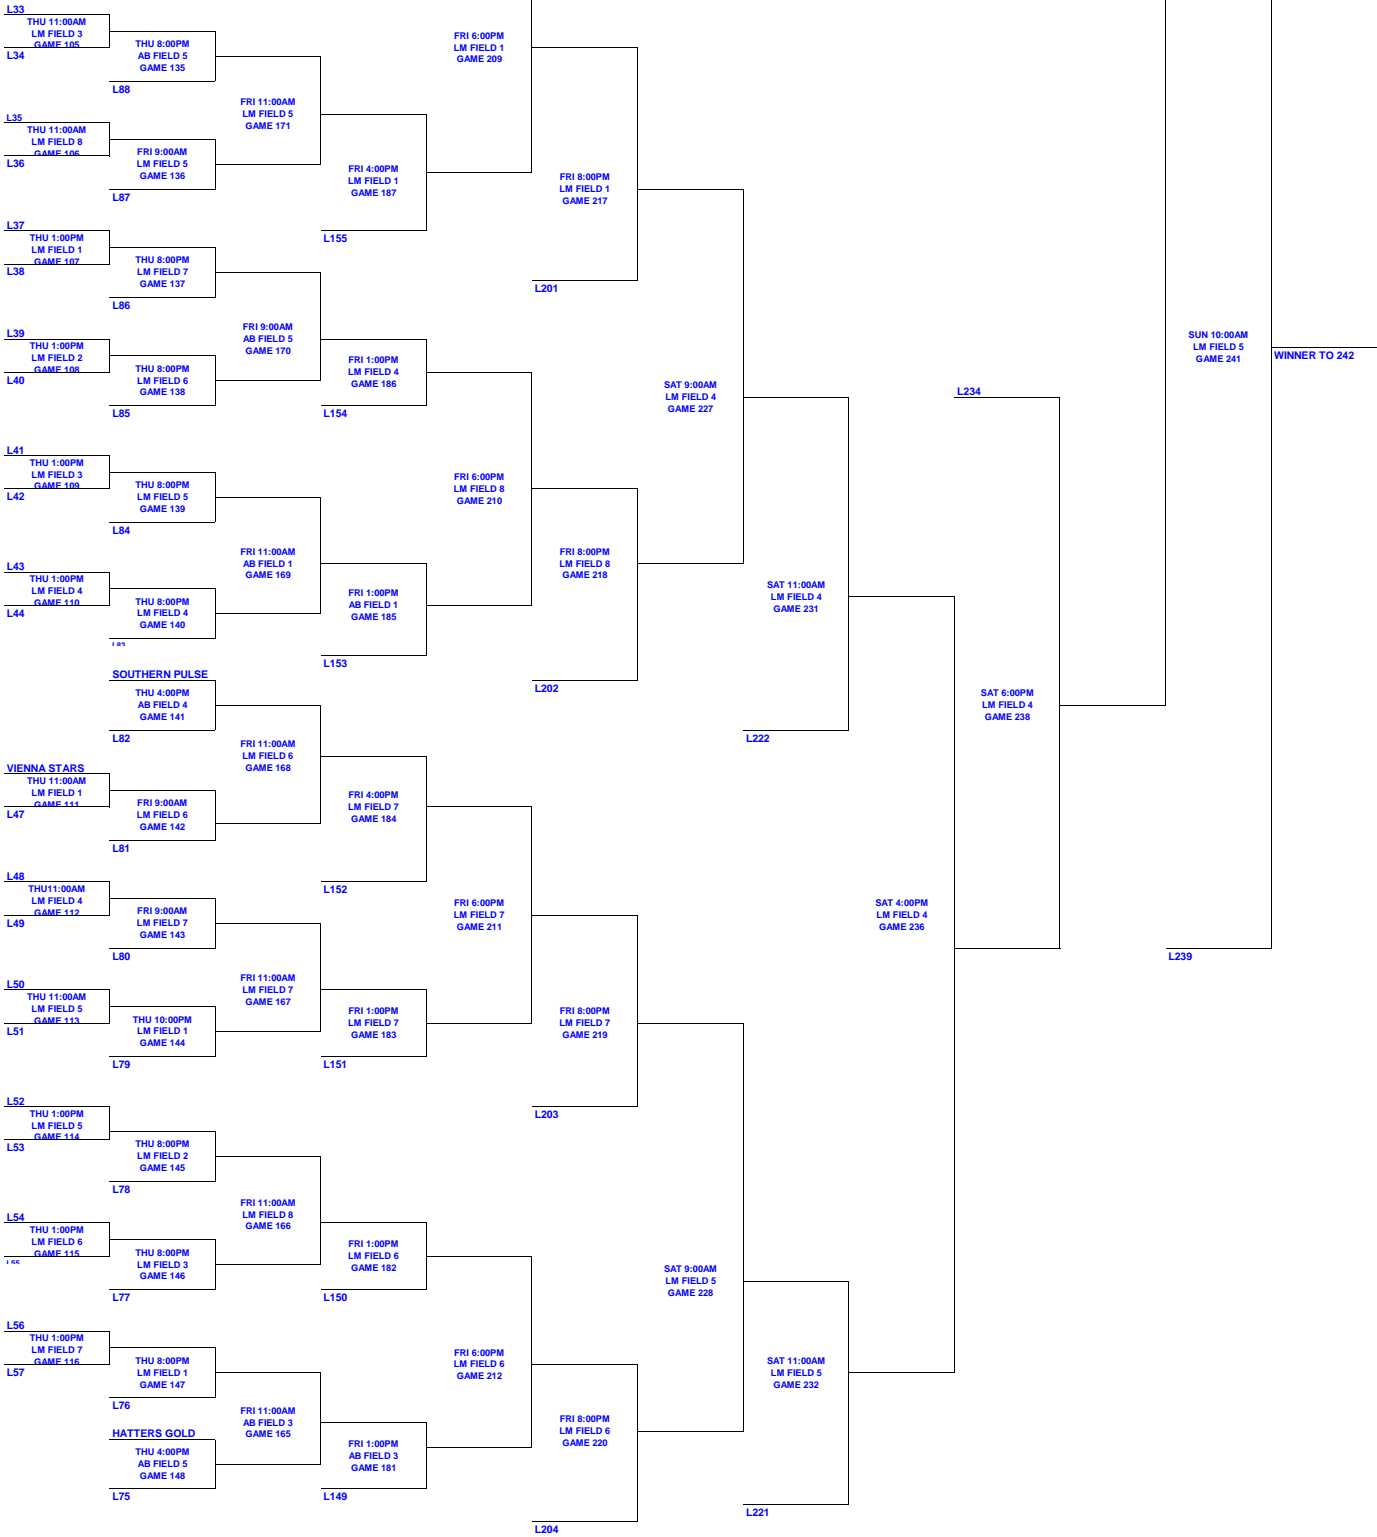 L33
THU 11:00AM
LM FIELD 3
GAME 105
L34
THU 8:00PM
AB FIELD 5
GAME 135
L88
L35
THU 11:00AM
LM FIELD 8
GAME 106
L36
FRI 9:00AM
LM FIELD 5
GAME 136
L87
FRI 11:00AM
LM FIELD 5
GAME 171
FRI 4:00PM
LM FIELD 1
GAME 187
L155
FRI 6:00PM
LM FIELD 1
GAME 209
FRI 8:00PM
LM FIELD 1
GAME 217
L201
L37
THU 1:00PM
LM FIELD 1
GAME 107
L38
THU 8:00PM
LM FIELD 7
GAME 137
L86
L39
THU 1:00PM
LM FIELD 2
GAME 108
L40
THU 8:00PM
LM FIELD 6
GAME 138
L85
FRI 9:00AM
AB FIELD 5
GAME 170
FRI 1:00PM
LM FIELD 4
GAME 186
L154
SAT 9:00AM
LM FIELD 4
GAME 227
L234
SUN 10:00AM
LM FIELD 5
GAME 241
WINNER TO 242
L41
THU 1:00PM
LM FIELD 3
GAME 109
L42
THU 8:00PM
LM FIELD 5
GAME 139
L84
L43
THU 1:00PM
LM FIELD 4
GAME 110
L44
THU 8:00PM
LM FIELD 4
GAME 140
L83
FRI 11:00AM
AB FIELD 1
GAME 169
FRI 1:00PM
AB FIELD 1
GAME 185
L153
FRI 6:00PM
LM FIELD 8
GAME 210
FRI 8:00PM
LM FIELD 8
GAME 218
L202
SAT 11:00AM
LM FIELD 4
GAME 231
L222
SAT 6:00PM
LM FIELD 4
GAME 238
SOUTHERN PULSE
THU 4:00PM
AB FIELD 4
GAME 141
L82
VIENNA STARS
THU 11:00AM
LM FIELD 1
GAME 111
L47
FRI 9:00AM
LM FIELD 6
GAME 142
L81
FRI 11:00AM
LM FIELD 6
GAME 168
FRI 4:00PM
LM FIELD 7
GAME 184
L152
L48
THU11:00AM
LM FIELD 4
GAME 112
L49
FRI 9:00AM
LM FIELD 7
GAME 143
L80
L50
THU 11:00AM
LM FIELD 5
GAME 113
L51
THU 10:00PM
LM FIELD 1
GAME 144
L79
FRI 11:00AM
LM FIELD 7
GAME 167
FRI 1:00PM
LM FIELD 7
GAME 183
L151
FRI 6:00PM
LM FIELD 7
GAME 211
FRI 8:00PM
LM FIELD 7
GAME 219
L203
SAT 4:00PM
LM FIELD 4
GAME 236
L239
L52
THU 1:00PM
LM FIELD 5
GAME 114
L53
THU 8:00PM
LM FIELD 2
GAME 145
L78
L54
THU 1:00PM
LM FIELD 6
GAME 115
L55
THU 8:00PM
LM FIELD 3
GAME 146
L77
FRI 11:00AM
LM FIELD 8
GAME 166
FRI 1:00PM
LM FIELD 6
GAME 182
L150
SAT 9:00AM
LM FIELD 5
GAME 228
L56
THU 1:00PM
LM FIELD 7
GAME 116
L57
THU 8:00PM
LM FIELD 1
GAME 147
L76
HATTERS GOLD
THU 4:00PM
AB FIELD 5
GAME 148
L75
FRI 11:00AM
AB FIELD 3
GAME 165
FRI 1:00PM
AB FIELD 3
GAME 181
L149
FRI 6:00PM
LM FIELD 6
GAME 212
FRI 8:00PM
LM FIELD 6
GAME 220
L204
SAT 11:00AM
LM FIELD 5
GAME 232
L221